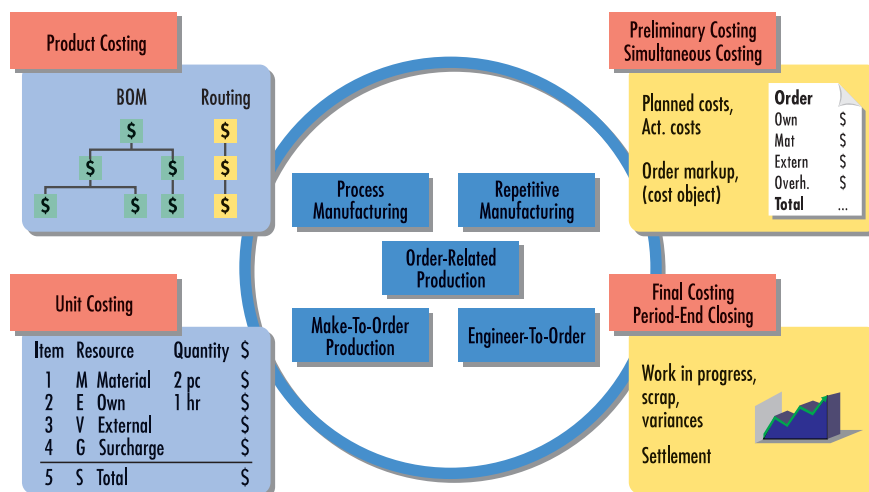 Product Costing
BOM Routing
$ $
$ $ $
$ $ $ $
Preliminary Costing
Simultaneous Costing
Planned costs,
Act. costs
Order markup,
(cost object)
Order
Own $
Mat $
Extern $
Overh. $
Total ...
Process
Manufacturing
Repetitive
Manufacturing
Order-Related
Production
Make-To-Order
Production
Engineer-To-Order
Unit Costing
Item Resource Quantity $
1 M Material 2 pc $
2 E Own 1 hr $
3 V External $
4 G Surcharge $
5 S Total $
Final Costing
Period-End Closing
Work in progress,
scrap,
variances
Settlement